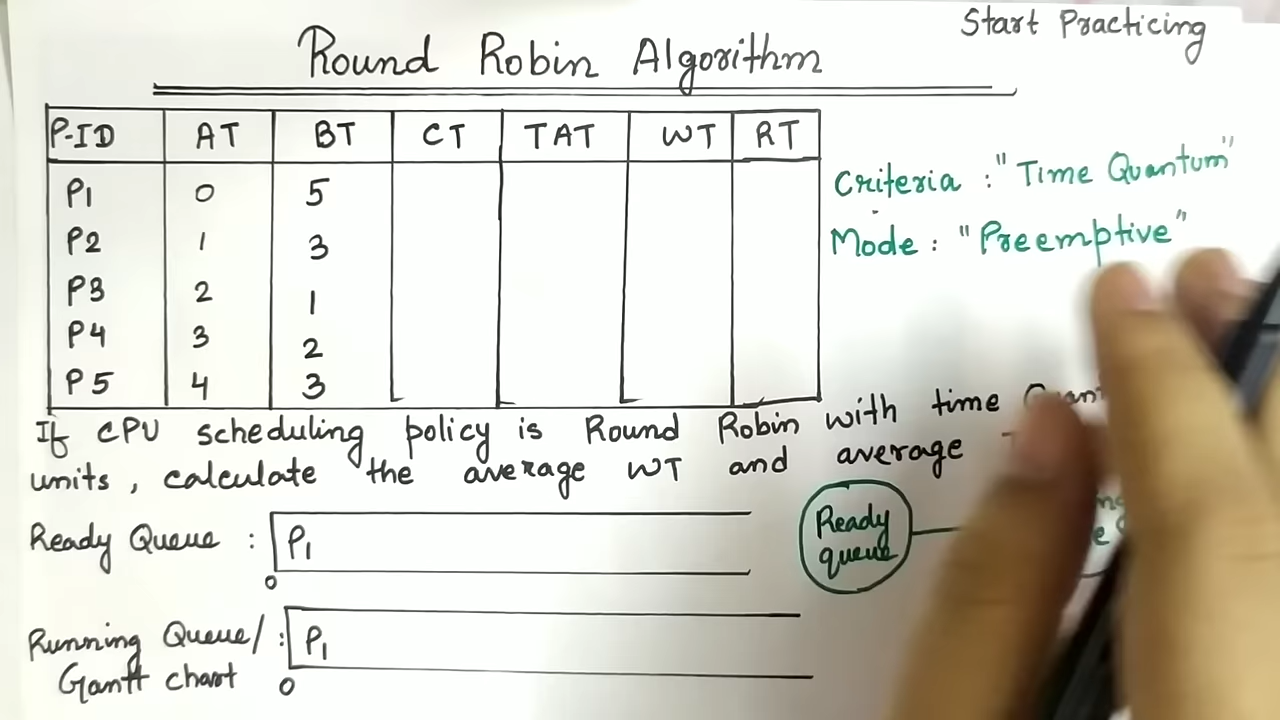 Start Practicing
Round Robin Algorithm
P-ID AT BT CT TAT WT RT
P1 0 5
P2 1 3
P3 2 1
P4 3 2
P5 4 3
Criteria : "Time Quantum"
Mode : "Preemptive"
If CPU scheduling policy is Round Robin with time
units, calculate the average WT and average
Ready Queue : P1
0
Ready
queue
Running Queue/ : P1
Gantt chart 0